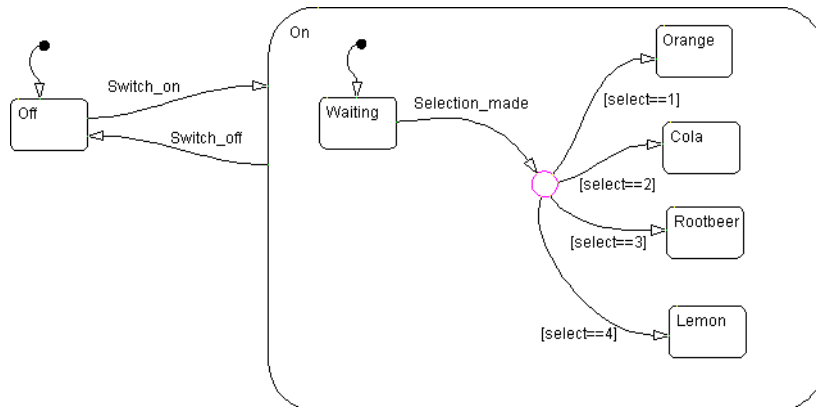 On
Orange
Switch_on
Off
Waiting
Selection_made
[select==1]
Switch_off
Cola
[select==2]
Rootbeer
[select==3]
Lemon
[select==4]